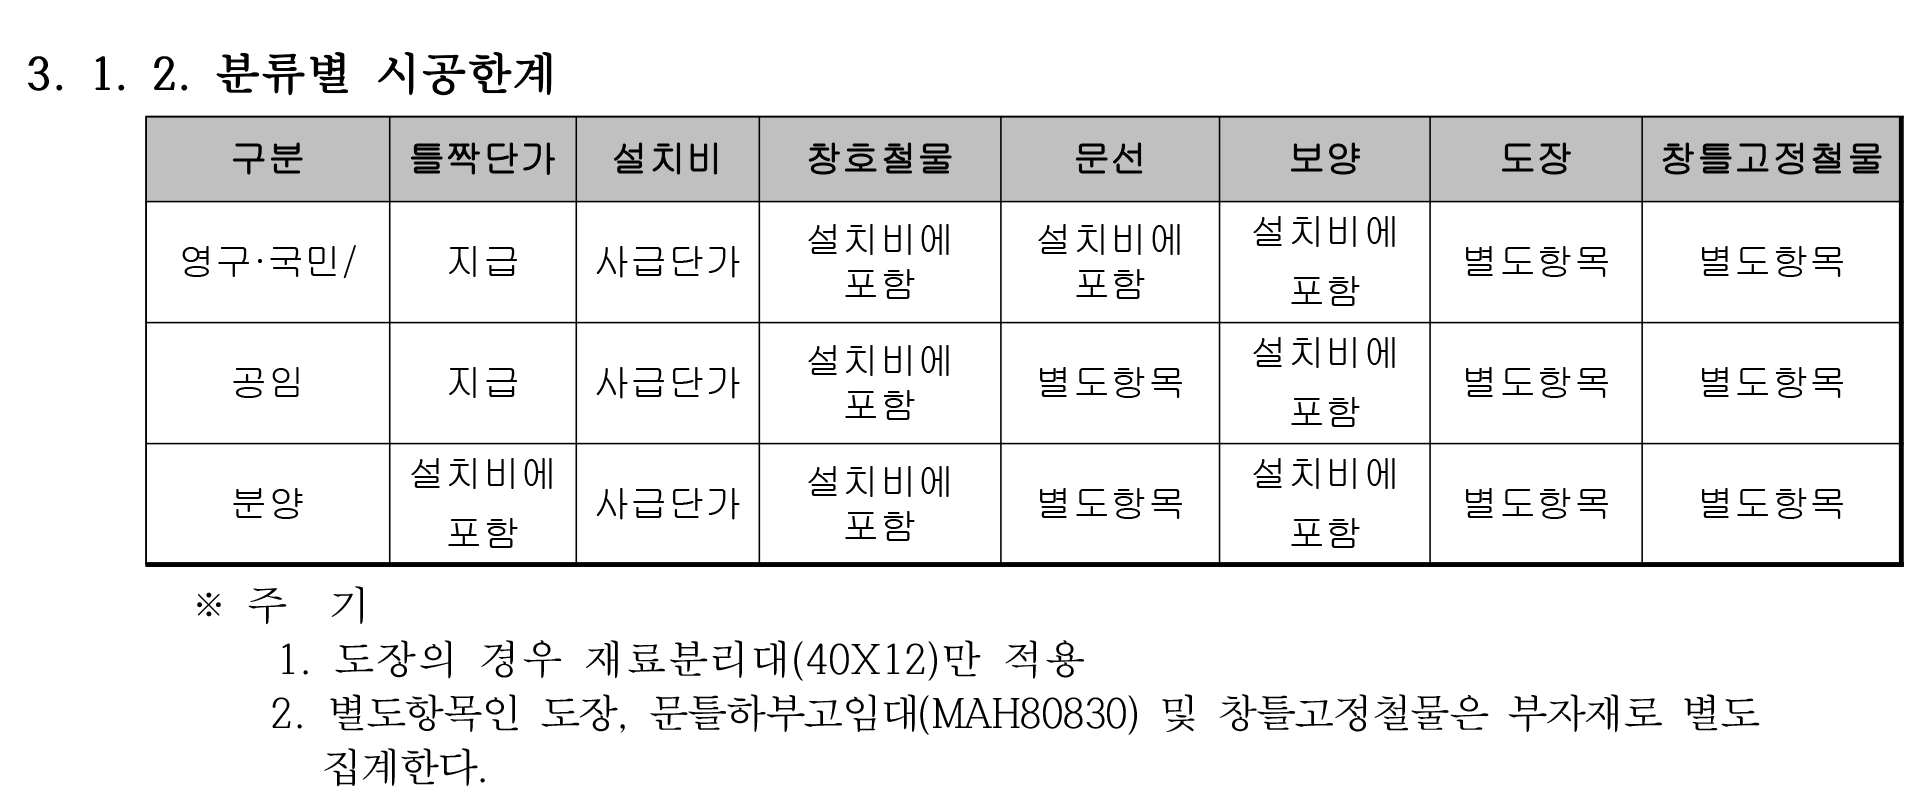 3. 1. 2. 분류별 시공한계
구분 틀짝단가 설치비 창호철물 문선 보양 도장 창틀고정철물
영구·국민/ 지급 사급단가 설치비에 포함 설치비에 포함 설치비에 포함 별도항목 별도항목
공임 지급 사급단가 설치비에 포함 별도항목 설치비에 포함 별도항목 별도항목
분양 설치비에 포함 사급단가 설치비에 포함 별도항목 설치비에 포함 별도항목 별도항목
※ 주 기
1. 도장의 경우 재료분리대(40X12)만 적용
2. 별도항목인 도장, 문틀하부고임대(MAH80830) 및 창틀고정철물은 부자재로 별도
집계한다.